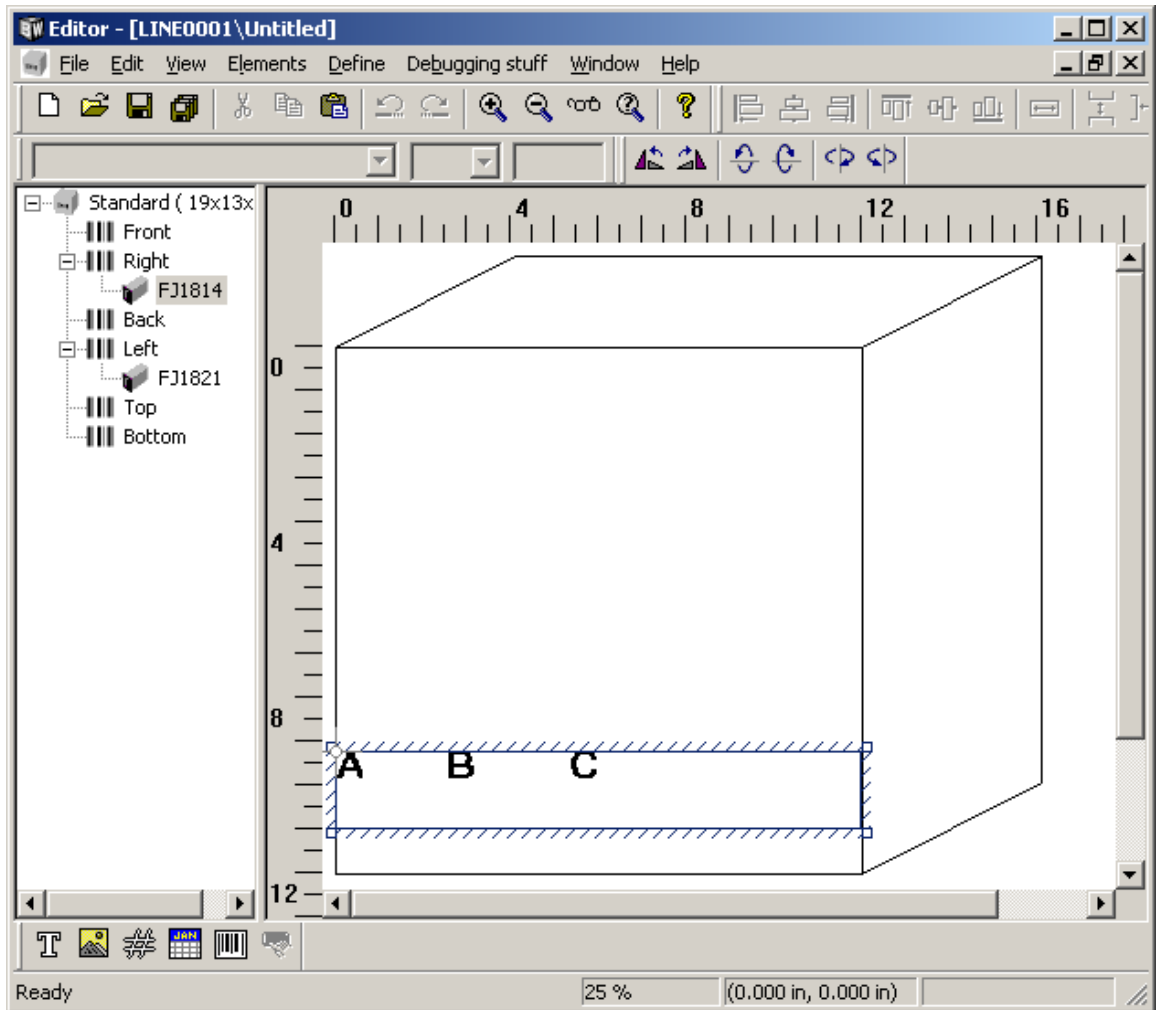 Editor - [LINE0001\Untitled]
File Edit View Elements Define Debugging stuff Window Help
Standard ( 19x13x
Front
Right
FJ1814
Back
Left
FJ1821
Top
Bottom
0 4 8 12 16
0
4
8
12
A B C
JAN
Ready 25 % (0.000 in, 0.000 in)